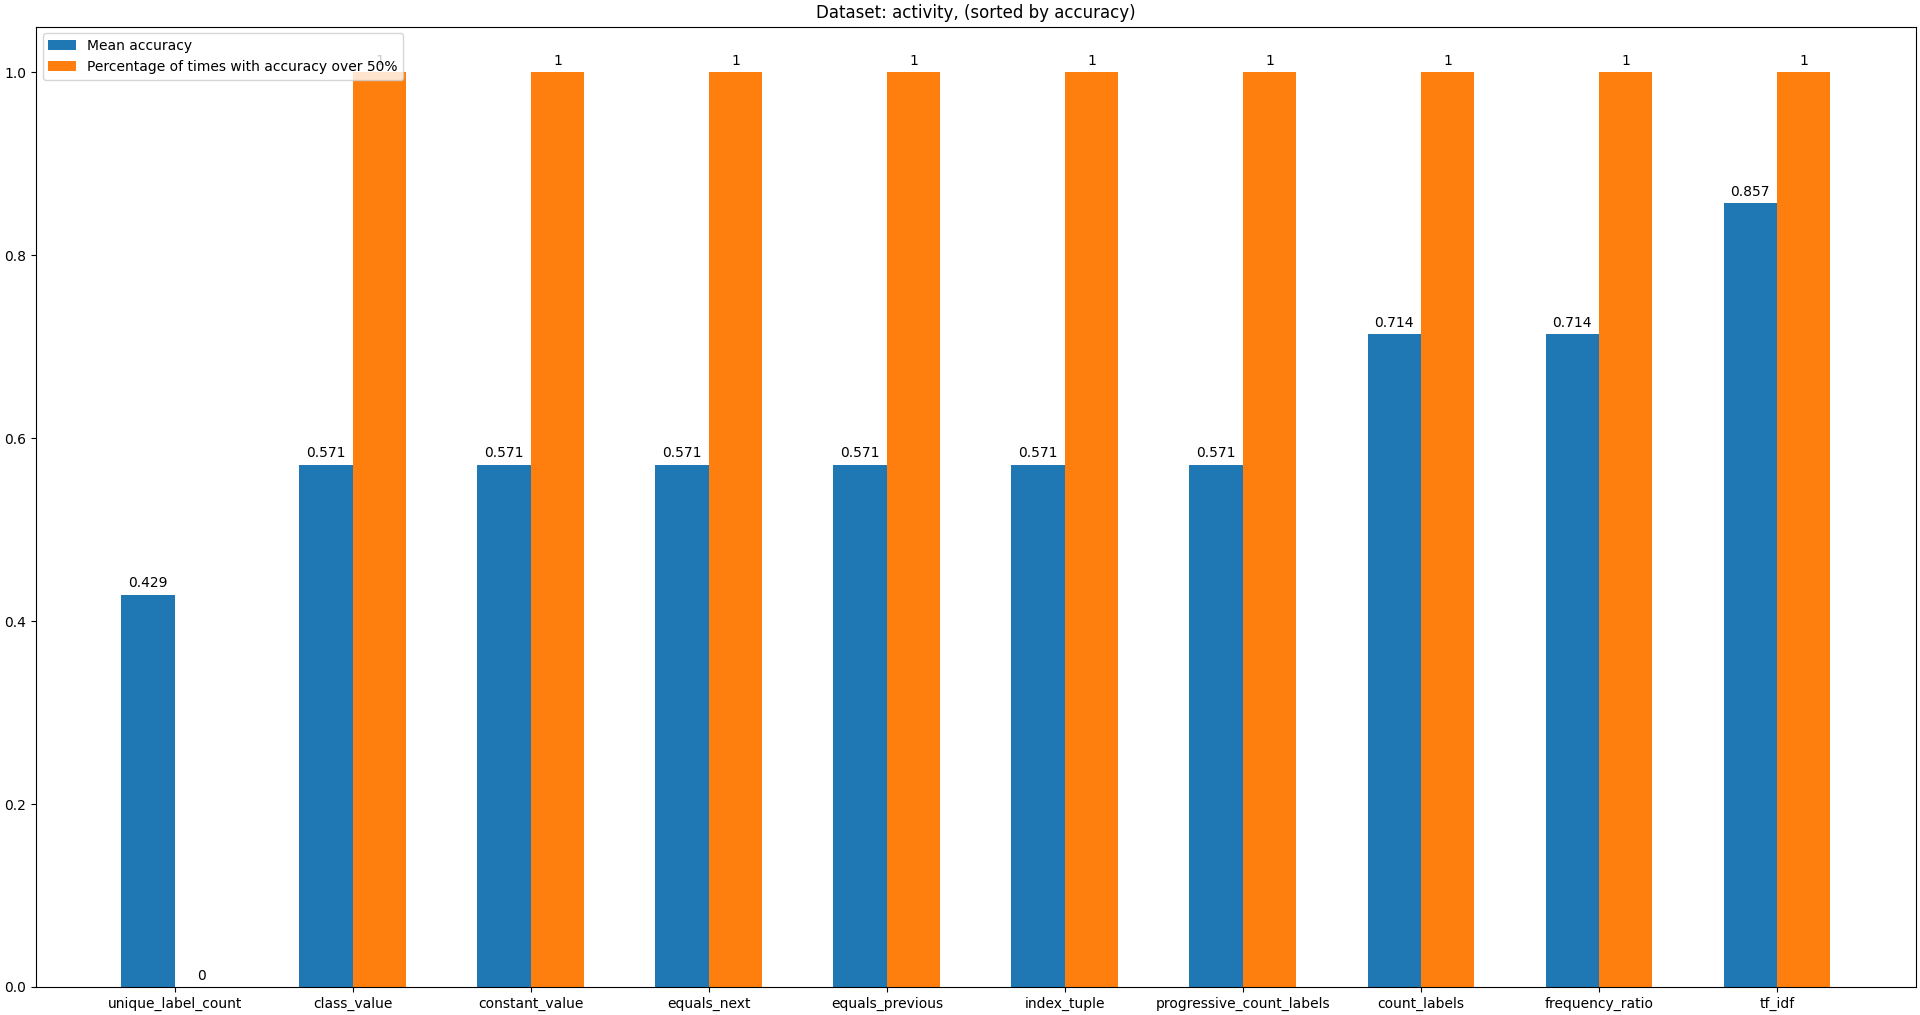 Dataset: activity, (sorted by accuracy)
Mean accuracy
Percentage of times with accuracy over 50%
1 1 1 1 1 1 1 1 1
1.0
0.857
0.8
0.714 0.714
0.6
0.571 0.571 0.571 0.571 0.571 0.571
0.429
0.4
0.2
0
0.0
unique_label_count class_value constant_value equals_next equals_previous index_tuple progressive_count_labels count_labels frequency_ratio tf_idf